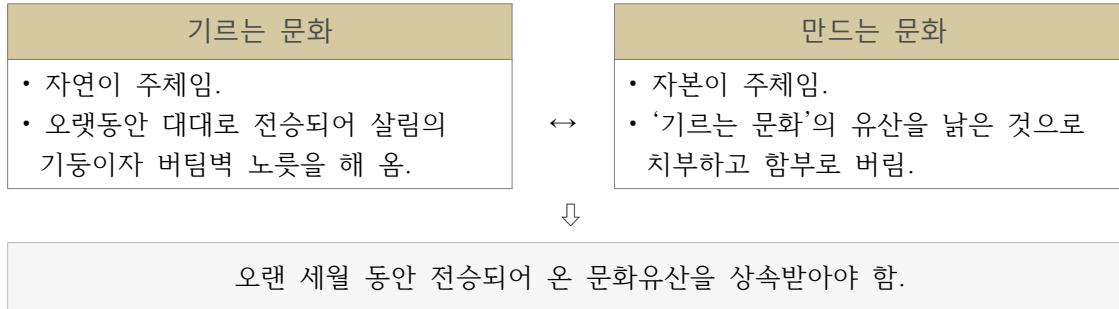 기르는 문화
만드는 문화
• 자연이 주체임.
• 오랫동안 대대로 전승되어 살림의
기둥이자 버팀벽 노릇을 해 옴.
↔
• 자본이 주체임.
• ‘기르는 문화’의 유산을 낡은 것으로
치부하고 함부로 버림.
⇩
오랜 세월 동안 전승되어 온 문화유산을 상속받아야 함.